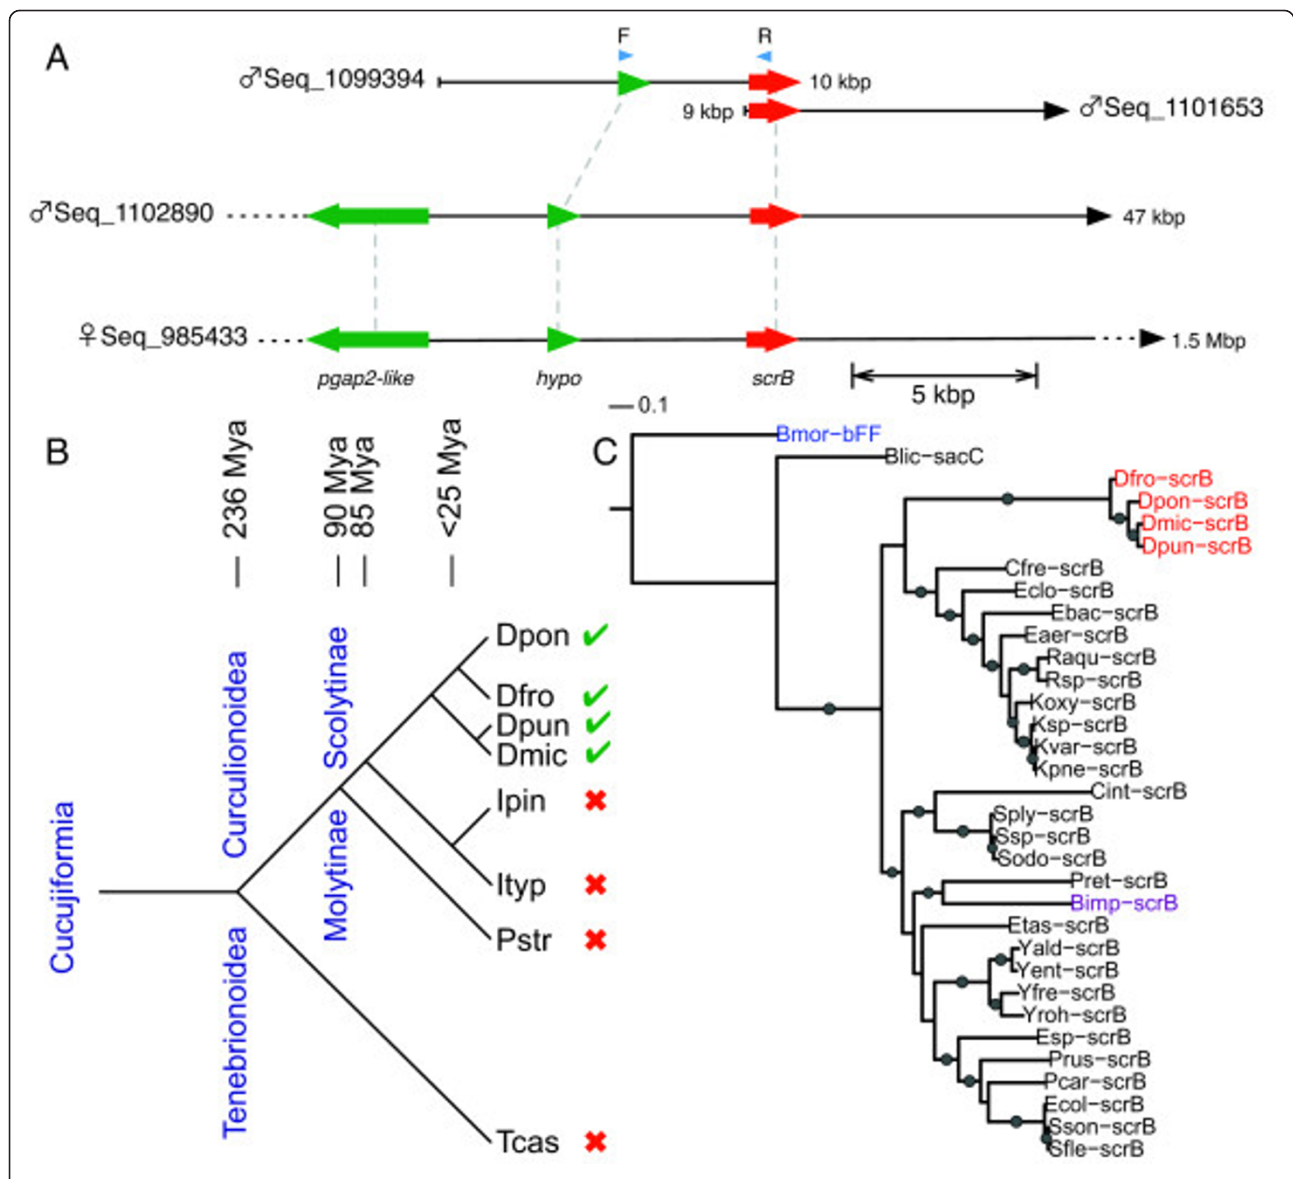 A
F R
♂Seq_1099394 10 kbp
9 kbp ♂Seq_1101653
♂Seq_1102890 47 kbp
♀Seq_985433 1.5 Mbp
pgap2-like hypo scrB
5 kbp
B
236 Mya
90 Mya
85 Mya
<25 Mya
Cucujiformia
Curculionoidea
Tenebrionoidea
Scolytinae
Molytinae
Dpon ✔
Dfro ✔
Dpun ✔
Dmic ✔
Ipin ✖
Ityp ✖
Pstr ✖
Tcas ✖
C
0.1
Bmor−bFF
Blic−sacC
Dfro−scrB
Dpon−scrB
Dmic−scrB
Dpun−scrB
Cfre−scrB
Eclo−scrB
Ebac−scrB
Eaer−scrB
Raqu−scrB
Rsp−scrB
Koxy−scrB
Ksp−scrB
Kvar−scrB
Kpne−scrB
Cint−scrB
Sply−scrB
Ssp−scrB
Sodo−scrB
Pret−scrB
Bimp−scrB
Etas−scrB
Yald−scrB
Yent−scrB
Yfre−scrB
Yroh−scrB
Esp−scrB
Prus−scrB
Pcar−scrB
Ecol−scrB
Sson−scrB
Sfle−scrB